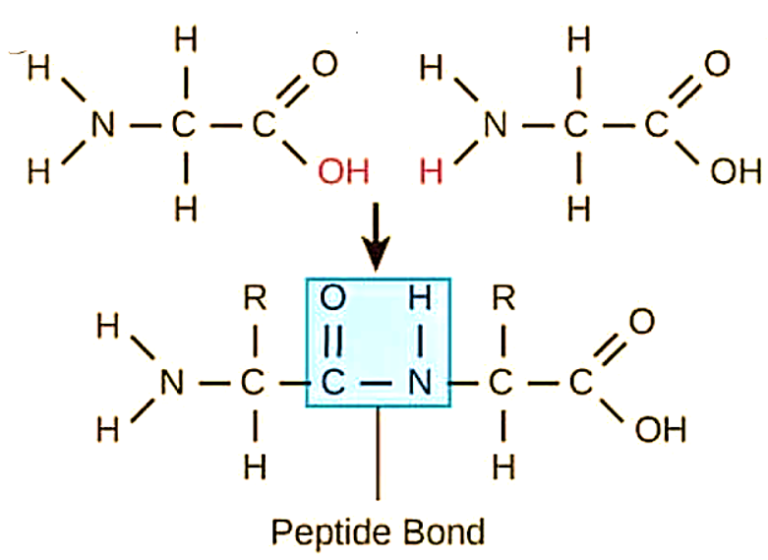 H H
H O H O
N C C N C C
H OH H OH
H H
R O H R
H O
N C C N C C
H OH
H H
Peptide Bond